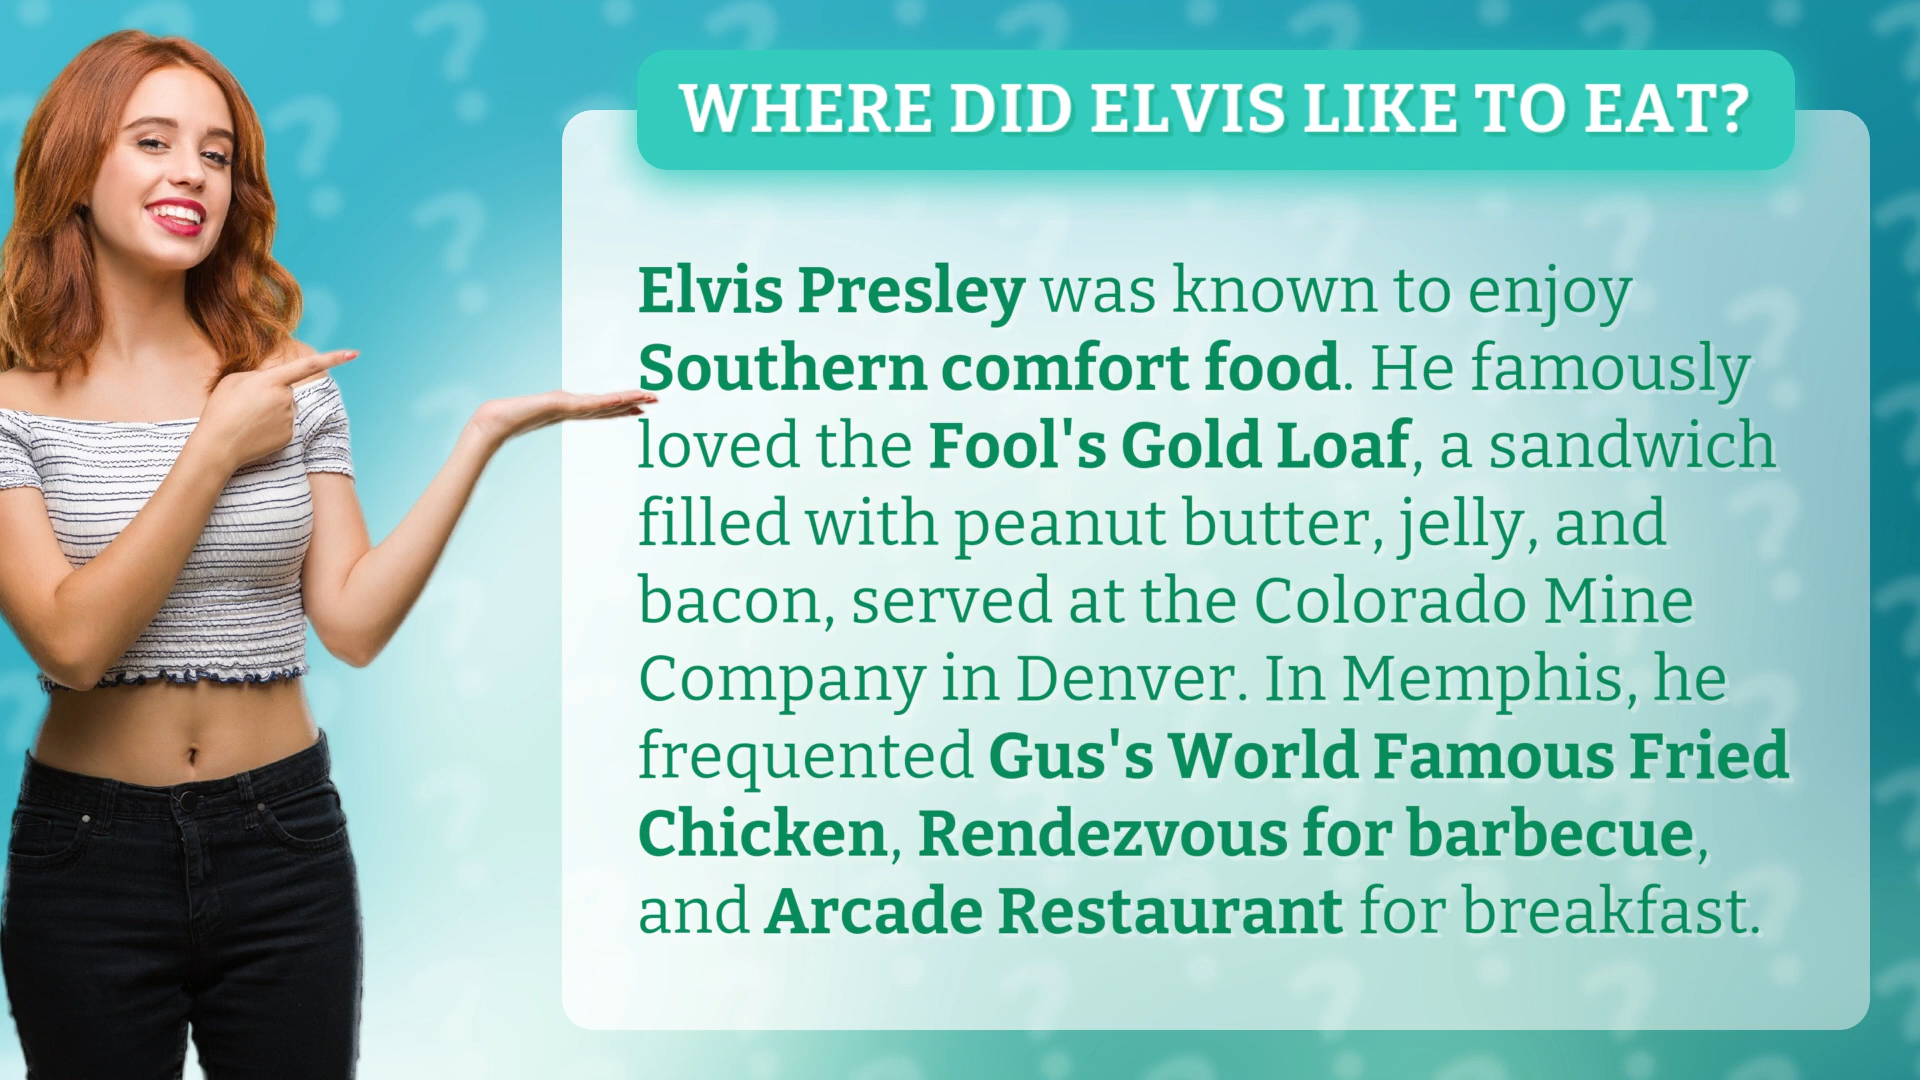 WHERE DID ELVIS LIKE TO EAT?
Elvis Presley was known to enjoy
Southern comfort food. He famously
loved the Fool's Gold Loaf, a sandwich
filled with peanut butter, jelly, and
bacon, served at the Colorado Mine
Company in Denver. In Memphis, he
frequented Gus's World Famous Fried
Chicken, Rendezvous for barbecue,
and Arcade Restaurant for breakfast.